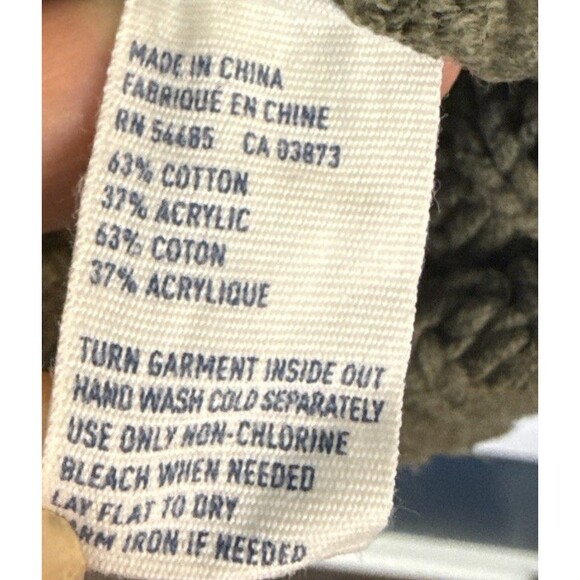 MADE IN CHINA
FABRIQUÉ EN CHINE
RN 54485 CA 03873
63% COTTON
37% ACRYLIC
63% COTON
37% ACRYLIQUE
TURN GARMENT INSIDE OUT
HAND WASH COLD SEPARATELY
USE ONLY NON-CHLORINE
BLEACH WHEN NEEDED
LAY FLAT TO DRY
ARM IRON IF NEEDED